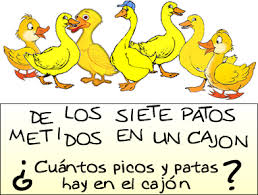 DE LOS SIETE PATOS
METIDOS EN UN CAJON
¿Cuántos picos y patas
hay en el cajón?